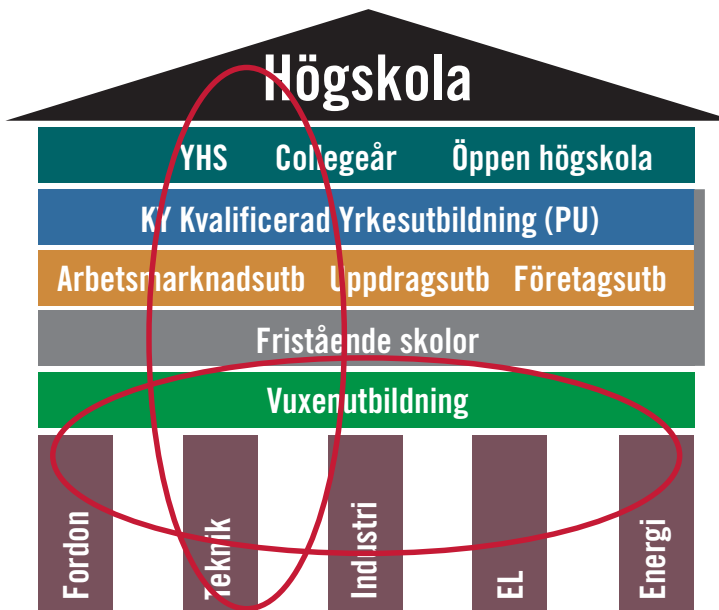 Högskola
YHS Collegeår Öppen högskola
KY Kvalificerad Yrkesutbildning (PU)
Arbetsmarknadsutb Uppdragsutb Företagsutb
Fristående skolor
Vuxenutbildning
Fordon
Teknik
Industri
EL
Energi